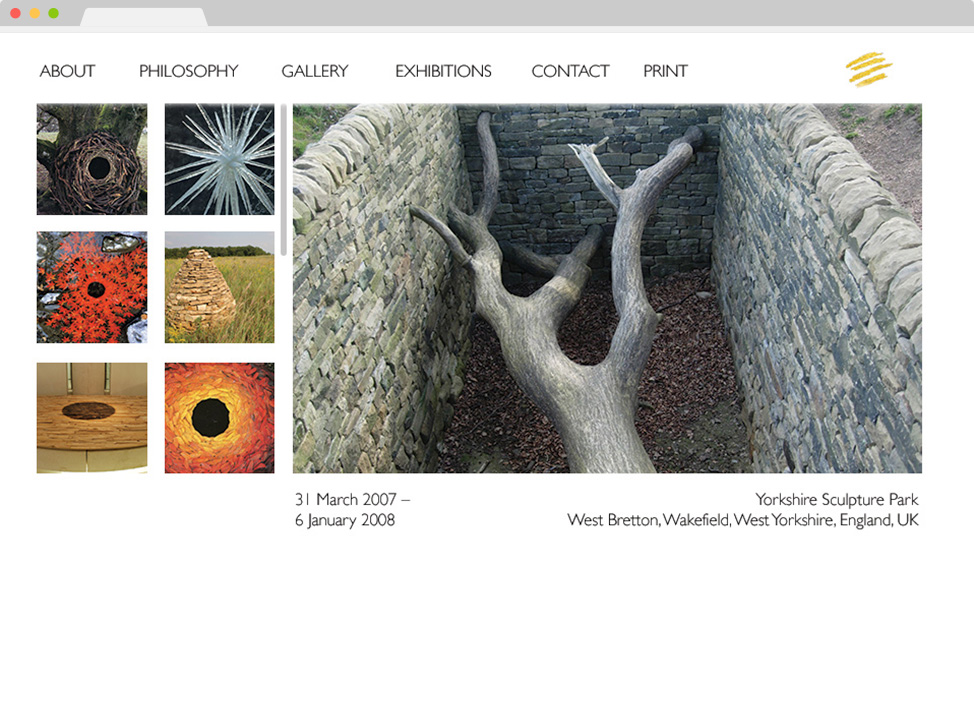 ABOUT PHILOSOPHY GALLERY EXHIBITIONS CONTACT PRINT
31 March 2007 –
6 January 2008
Yorkshire Sculpture Park
West Bretton, Wakefield, West Yorkshire, England, UK